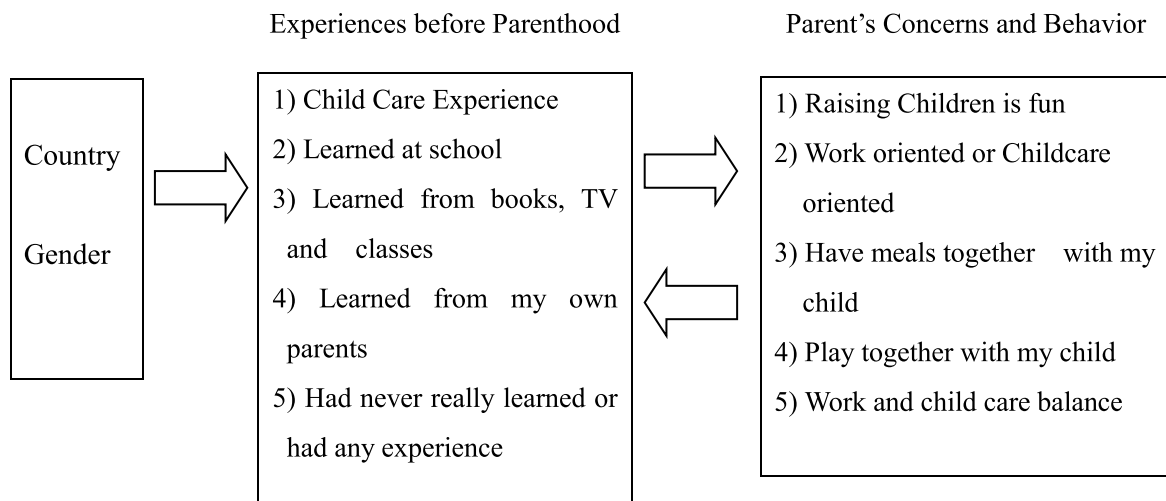 Experiences before Parenthood
Parent’s Concerns and Behavior
Country
Gender
1) Child Care Experience
2) Learned at school
3) Learned from books, TV
and classes
4) Learned from my own
parents
5) Had never really learned or
had any experience
1) Raising Children is fun
2) Work oriented or Childcare
oriented
3) Have meals together with my
child
4) Play together with my child
5) Work and child care balance